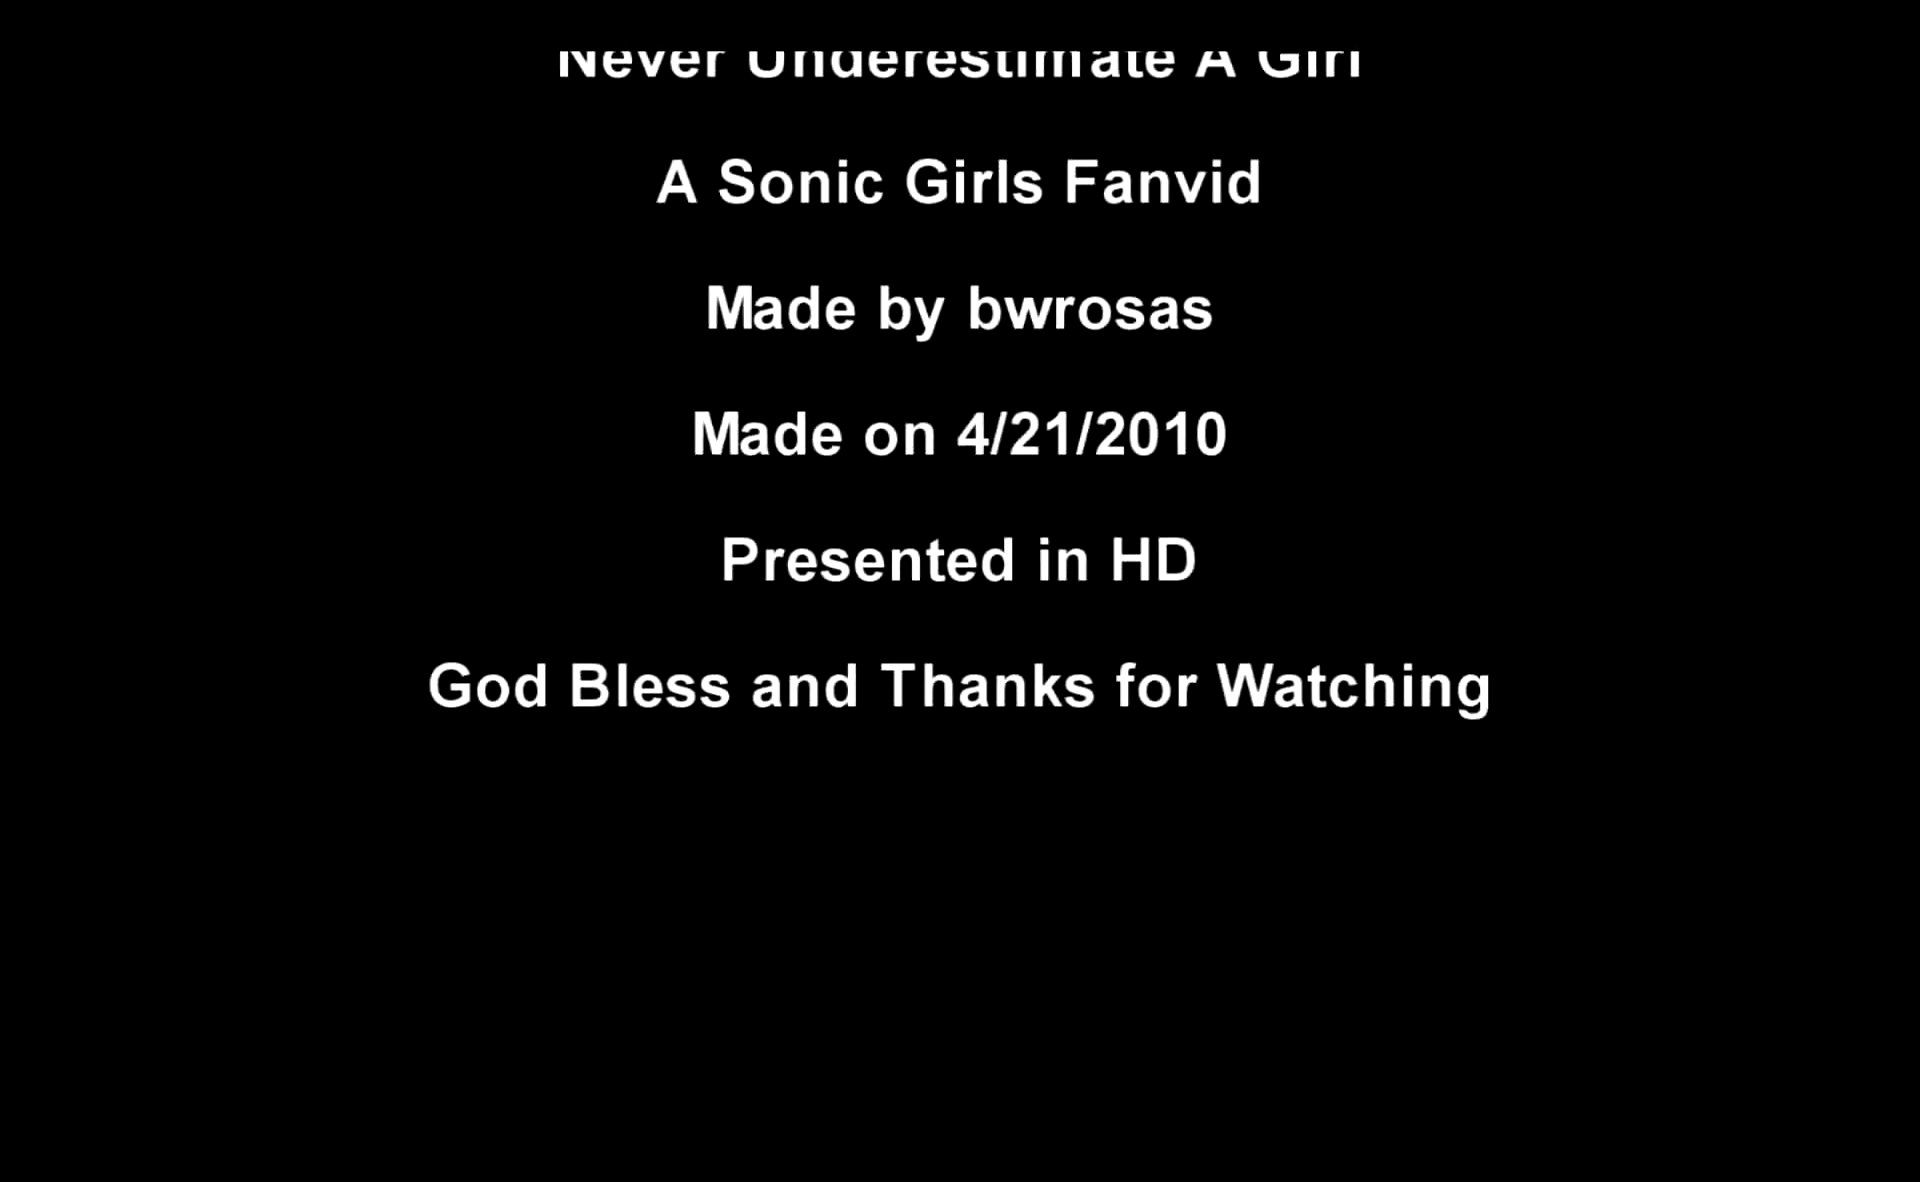 Never Underestimate A Girl
A Sonic Girls Fanvid
Made by bwrosas
Made on 4/21/2010
Presented in HD
God Bless and Thanks for Watching